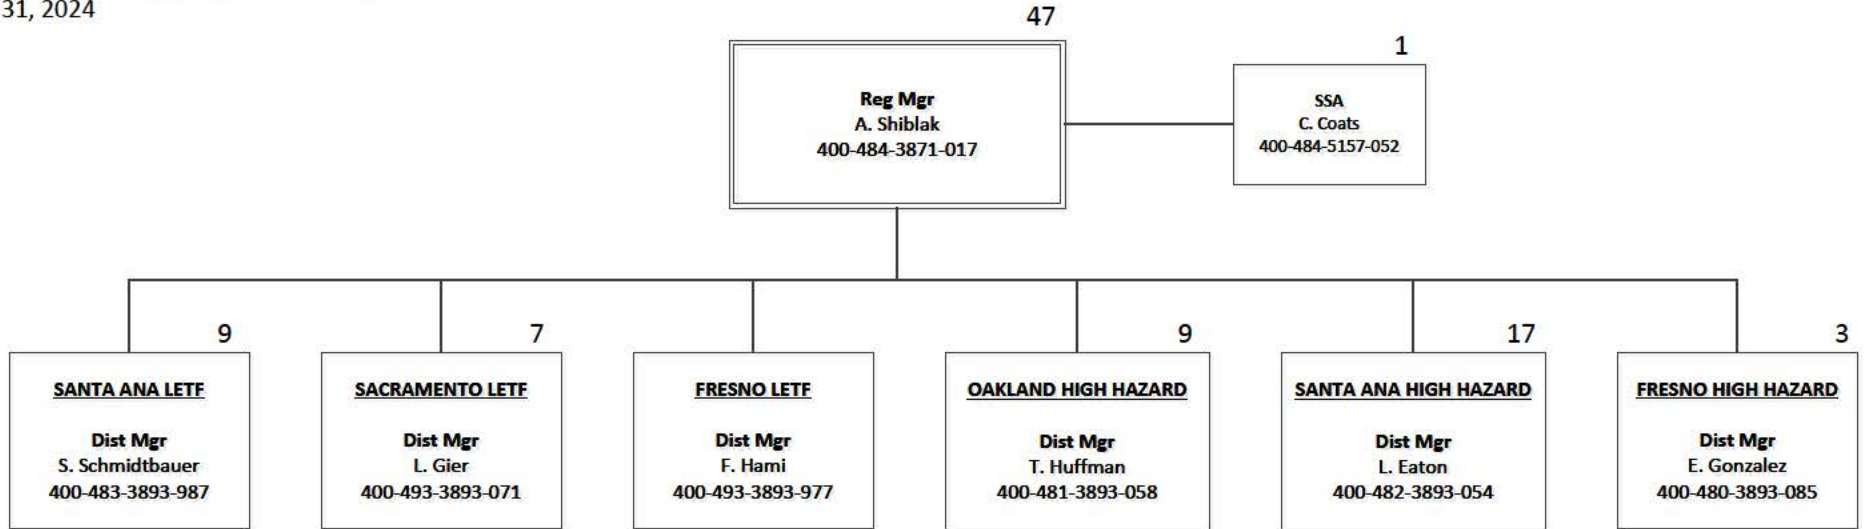 31, 2024
47
Reg Mgr
A. Shiblak
400-484-3871-017
1
SSA
C. Coats
400-484-5157-052
9
SANTA ANA LETF
Dist Mgr
S. Schmidtbauer
400-483-3893-987
7
SACRAMENTO LETF
Dist Mgr
L. Gier
400-493-3893-071
FRESNO LETF
Dist Mgr
F. Hami
400-493-3893-977
9
OAKLAND HIGH HAZARD
Dist Mgr
T. Huffman
400-481-3893-058
17
SANTA ANA HIGH HAZARD
Dist Mgr
L. Eaton
400-482-3893-054
3
FRESNO HIGH HAZARD
Dist Mgr
E. Gonzalez
400-480-3893-085